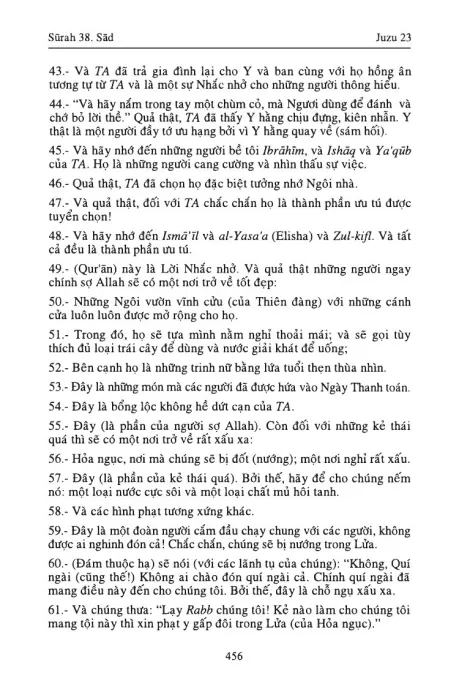 Sūrah 38. Sād Juzu 23
43.- Và TA đã trả gia đình lại cho Y và ban cùng với họ hồng ân
tương tự từ TA và là một sự Nhắc nhở cho những người thông hiểu.
44.- “Và hãy nắm trong tay một chùm cỏ, mà Ngươi dùng để đánh và
chớ bỏ lời thề.” Quả thật, TA đã thấy Y hằng chịu đựng, kiên nhẫn. Y
thật là một người đầy tớ ưu hạng bởi vì Y hằng quay về (sám hối).
45.- Và hãy nhớ đến những người bề tôi Ibrāhīm, và Ishāq và Ya'qūb
của TA. Họ là những người cang cường và nhìn thấu sự việc.
46.- Quả thật, TA đã chọn họ đặc biệt tưởng nhớ Ngôi nhà.
47.- Và quả thật, đối với TA chắc chắn họ là thành phần ưu tú được
tuyển chọn!
48.- Và hãy nhớ đến Ismā'īl và al-Yasa'a (Elisha) và Zul-kifl. Và tất
cả đều là thành phần ưu tú.
49.- (Qur'ān) này là Lời Nhắc nhở. Và quả thật những người ngay
chính sợ Allah sẽ có một nơi trở về tốt đẹp:
50.- Những Ngôi vườn vĩnh cửu (của Thiên đàng) với những cánh
cửa luôn luôn được mở rộng cho họ.
51.- Trong đó, họ sẽ tựa mình nằm nghỉ thoải mái; và sẽ gọi tùy
thích đủ loại trái cây để dùng và nước giải khát để uống;
52.- Bên cạnh họ là những trinh nữ bằng lứa tuổi thẹn thùa nhìn.
53.- Đây là những món mà các người đã được hứa vào Ngày Thanh toán.
54.- Đây là bổng lộc không hề dứt cạn của TA.
55.- Đây (là phần của người sợ Allah). Còn đối với những kẻ thái
quá thì sẽ có một nơi trở về rất xấu xa:
56.- Hỏa ngục, nơi mà chúng sẽ bị đốt (nướng); một nơi nghỉ rất xấu.
57.- Đây (là phần của kẻ thái quá). Bởi thế, hãy để cho chúng nếm
nó: một loại nước cực sôi và một loại chất mủ hôi tanh.
58.- Và các hình phạt tương xứng khác.
59.- Đây là một đoàn người cắm đầu chạy chung với các người, không
được ai nghinh đón cả! Chắc chắn, chúng sẽ bị nướng trong Lửa.
60.- (Đám thuộc hạ) sẽ nói (với các lãnh tụ của chúng): “Không, Quí
ngài (cũng thế!) Không ai chào đón quí ngài cả. Chính quí ngài đã
mang điều này đến cho chúng tôi. Bởi thế, đây là chỗ ngụ xấu xa.
61.- Và chúng thưa: “Lạy Rabb chúng tôi! Kẻ nào làm cho chúng tôi
mang tội này thì xin phạt y gấp đôi trong Lửa (của Hỏa ngục).”
456